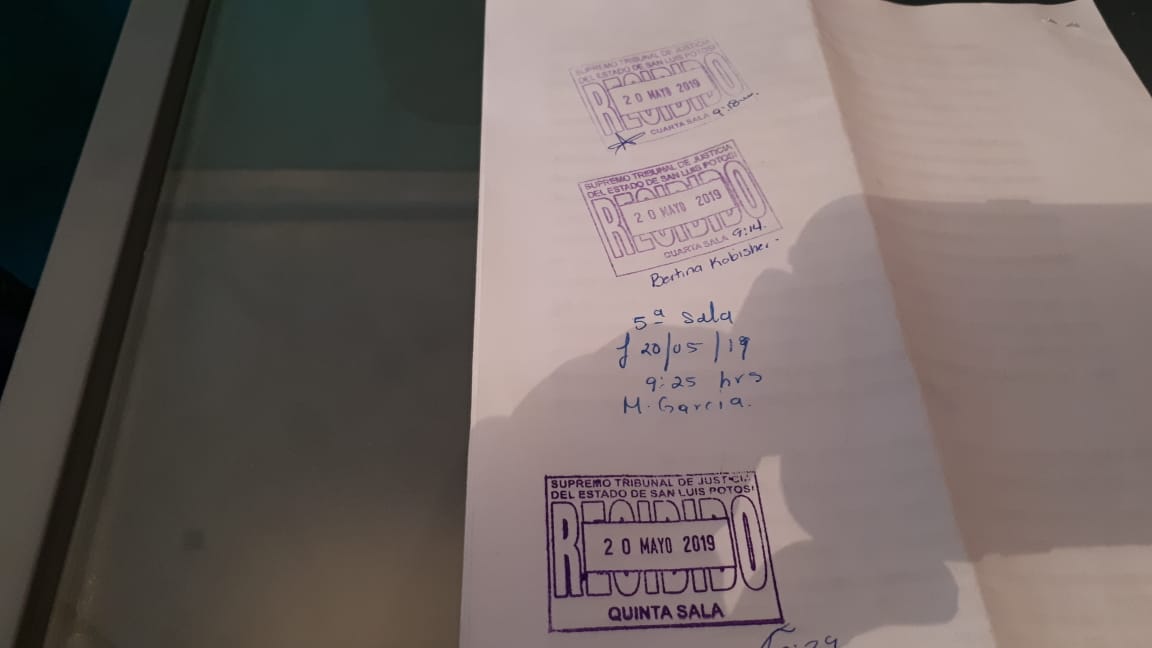 SUPREMO TRIBUNAL DE JUSTICIA
DEL ESTADO DE SAN LUIS POTOSI
RECIBIDO
20 MAYO 2019
CUARTA SALA
SUPREMO TRIBUNAL DE JUSTICIA
DEL ESTADO DE SAN LUIS POTOSI
RECIBIDO
20 MAYO 2019
CUARTA SALA 9:14.
Bertina Kobisher.
5ª Sala
20/05/19
9:25 hrs
M. Garcia.
SUPREMO TRIBUNAL DE JUSTICIA
DEL ESTADO DE SAN LUIS POTOSI
RECIBIDO
20 MAYO 2019
QUINTA SALA